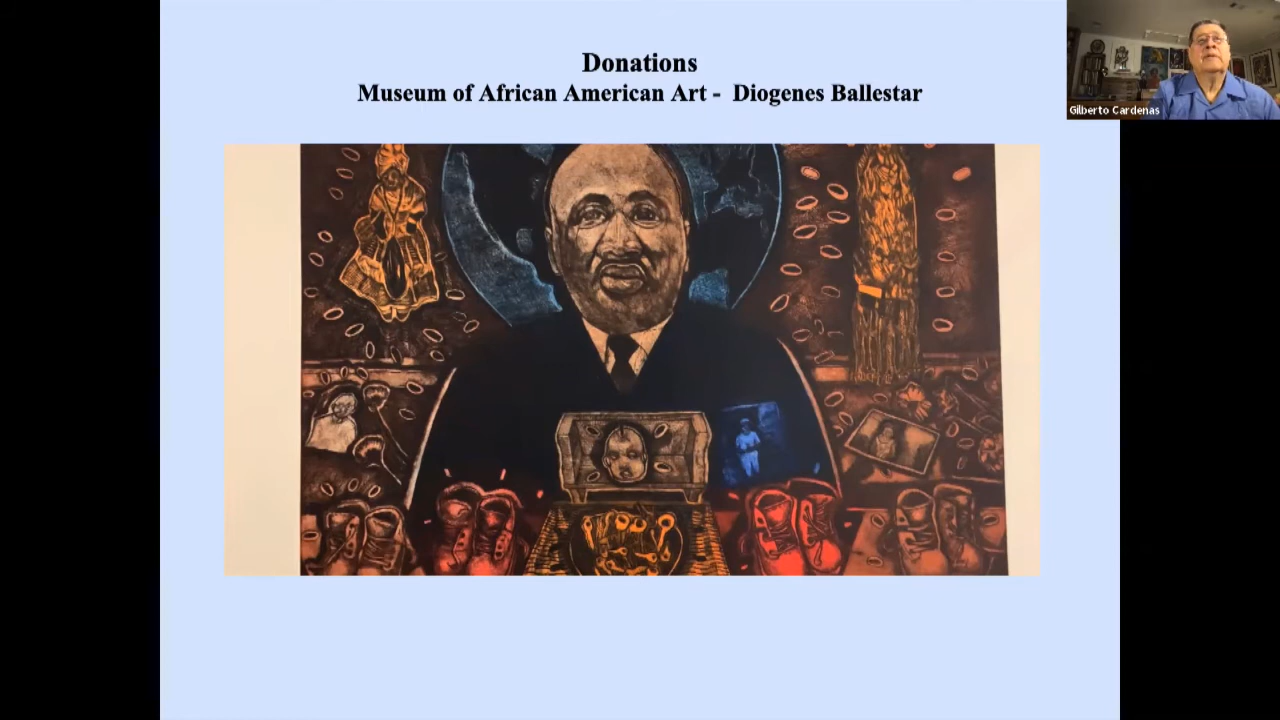 Donations
Museum of African American Art - Diogenes Ballestar
Gilberto Cardenas